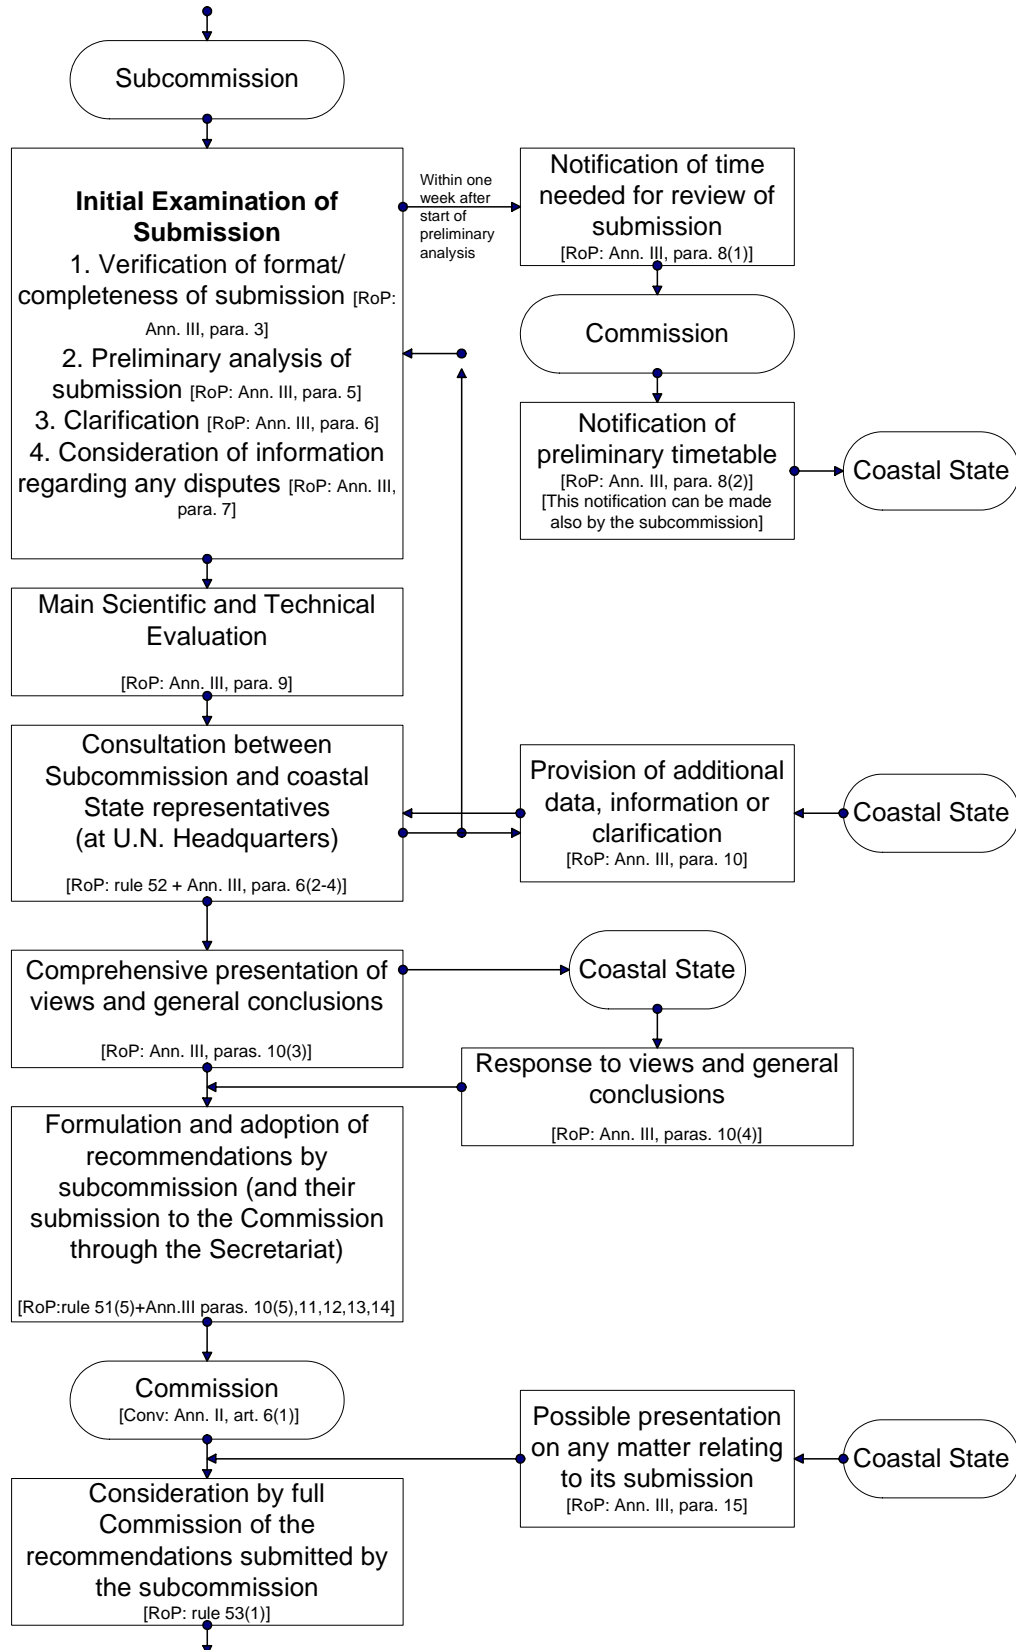 Subcommission
Initial Examination of
Submission
1. Verification of format/
completeness of submission [RoP:
Ann. III, para. 3]
2. Preliminary analysis of
submission [RoP: Ann. III, para. 5]
3. Clarification [RoP: Ann. III, para. 6]
4. Consideration of information
regarding any disputes [RoP: Ann. III,
para. 7]
Within one
week after
start of
preliminary
analysis
Notification of time
needed for review of
submission
[RoP: Ann. III, para. 8(1)]
Commission
Notification of
preliminary timetable
[RoP: Ann. III, para. 8(2)]
[This notification can be made
also by the subcommission]
Coastal State
Main Scientific and Technical
Evaluation
[RoP: Ann. III, para. 9]
Consultation between
Subcommission and coastal
State representatives
(at U.N. Headquarters)
[RoP: rule 52 + Ann. III, para. 6(2-4)]
Provision of additional
data, information or
clarification
[RoP: Ann. III, para. 10]
Coastal State
Comprehensive presentation of
views and general conclusions
[RoP: Ann. III, paras. 10(3)]
Coastal State
Response to views and general
conclusions
[RoP: Ann. III, paras. 10(4)]
Formulation and adoption of
recommendations by
subcommission (and their
submission to the Commission
through the Secretariat)
[RoP:rule 51(5)+Ann.III paras. 10(5),11,12,13,14]
Commission
[Conv: Ann. II, art. 6(1)]
Possible presentation
on any matter relating
to its submission
[RoP: Ann. III, para. 15]
Coastal State
Consideration by full
Commission of the
recommendations submitted by
the subcommission
[RoP: rule 53(1)]